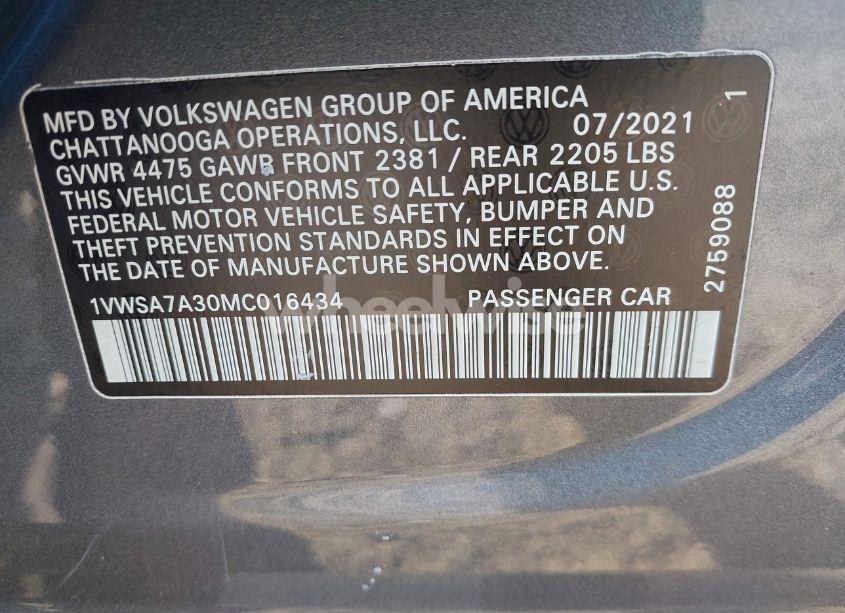 MFD BY VOLKSWAGEN GROUP OF AMERICA
CHATTANOOGA OPERATIONS, LLC. 07/2021
GVWR 4475 GAWR FRONT 2381 / REAR 2205 LBS
THIS VEHICLE CONFORMS TO ALL APPLICABLE U.S.
FEDERAL MOTOR VEHICLE SAFETY, BUMPER AND
THEFT PREVENTION STANDARDS IN EFFECT ON
THE DATE OF MANUFACTURE SHOWN ABOVE.
1VWSA7A30MC016434 PASSENGER CAR
2759088 1
wheelwise